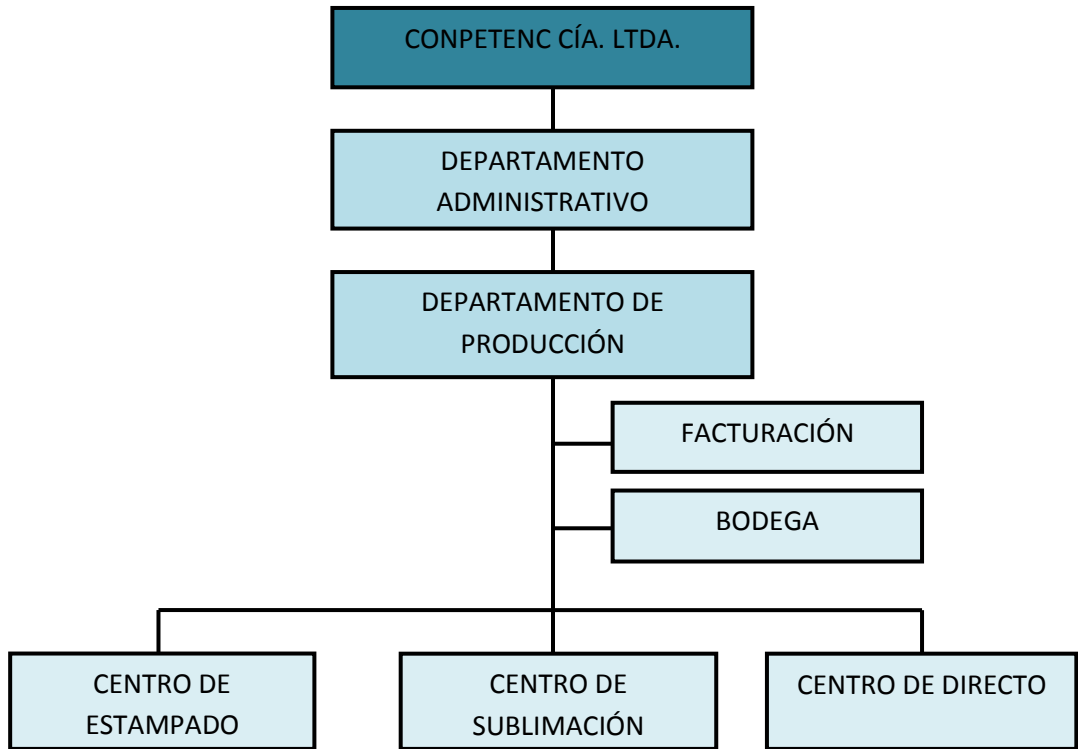 CONPETENC CÍA. LTDA.
DEPARTAMENTO
ADMINISTRATIVO
DEPARTAMENTO DE
PRODUCCIÓN
FACTURACIÓN
BODEGA
CENTRO DE
ESTAMPADO
CENTRO DE
SUBLIMACIÓN
CENTRO DE DIRECTO